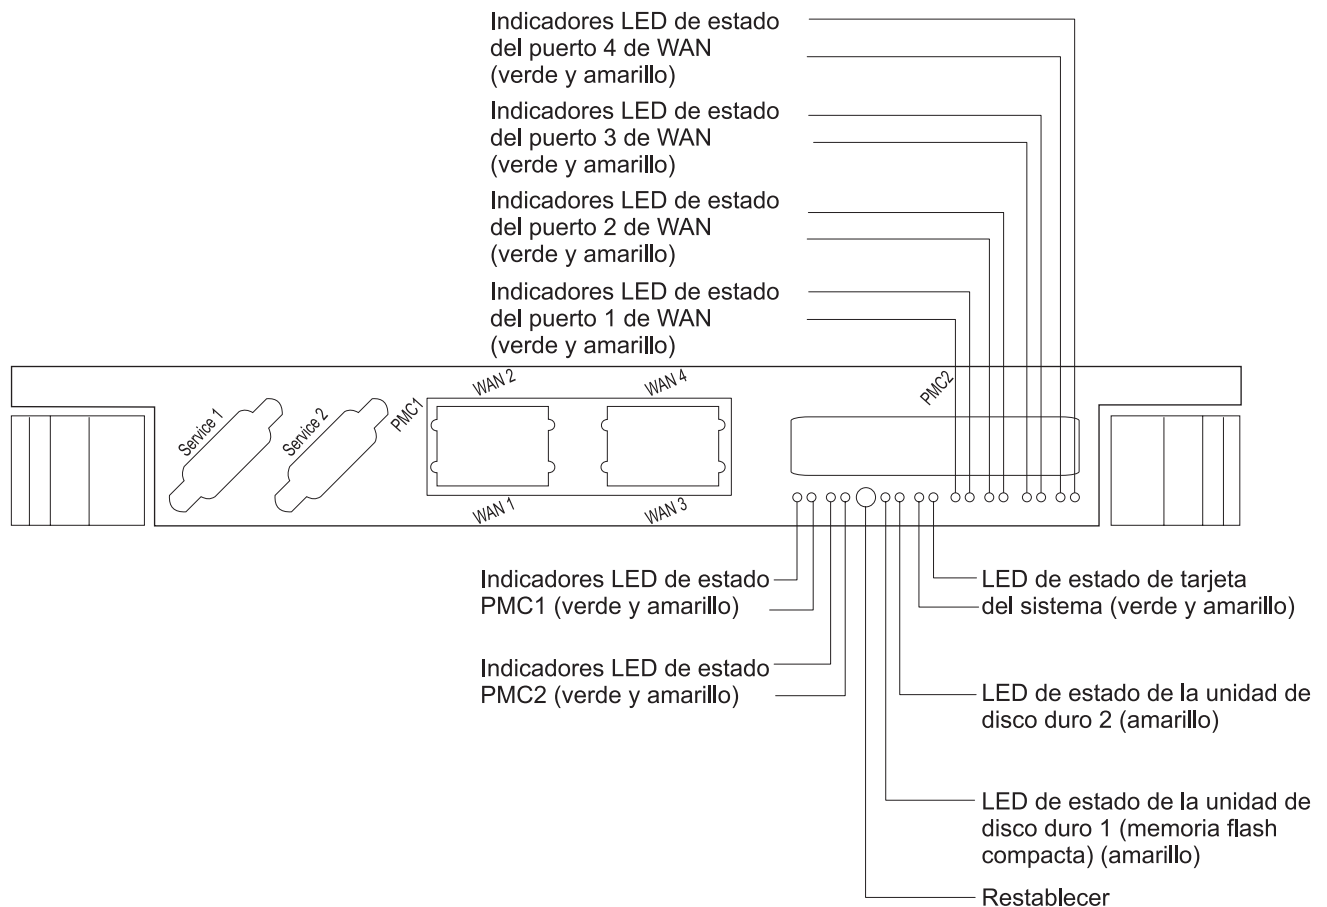 Indicadores LED de estado
del puerto 4 de WAN
(verde y amarillo)
Indicadores LED de estado
del puerto 3 de WAN
(verde y amarillo)
Indicadores LED de estado
del puerto 2 de WAN
(verde y amarillo)
Indicadores LED de estado
del puerto 1 de WAN
(verde y amarillo)
Service 1
Service 2
PMC1
WAN 2
WAN 4
PMC2
WAN 1
WAN 3
Indicadores LED de estado
PMC1 (verde y amarillo)
Indicadores LED de estado
PMC2 (verde y amarillo)
LED de estado de tarjeta
del sistema (verde y amarillo)
LED de estado de la unidad de
disco duro 2 (amarillo)
LED de estado de la unidad de
disco duro 1 (memoria flash
compacta) (amarillo)
Restablecer